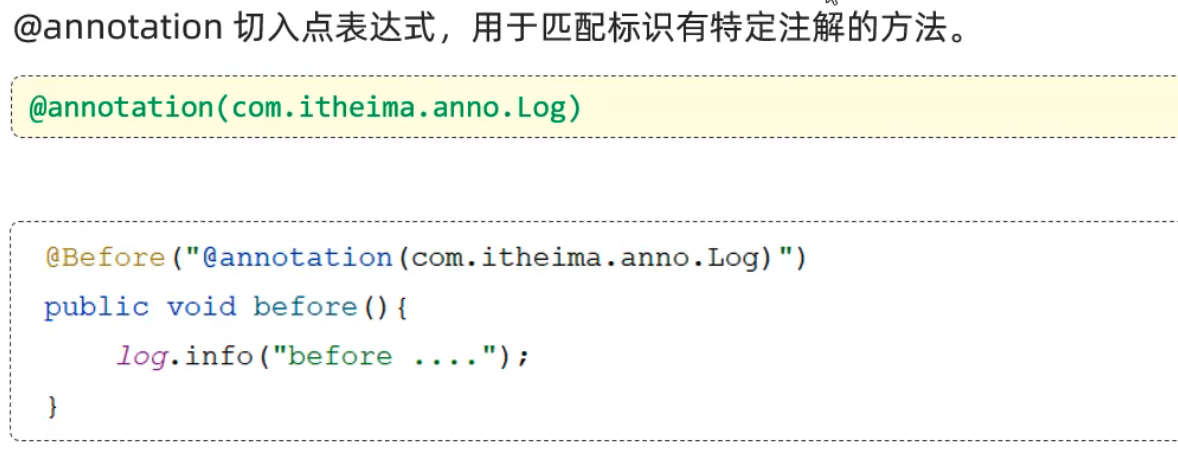 @annotation 切入点表达式，用于匹配标识有特定注解的方法。
@annotation(com.itheima.anno.Log)
@Before("@annotation(com.itheima.anno.Log)")
public void before(){
log.info("before ....");
}